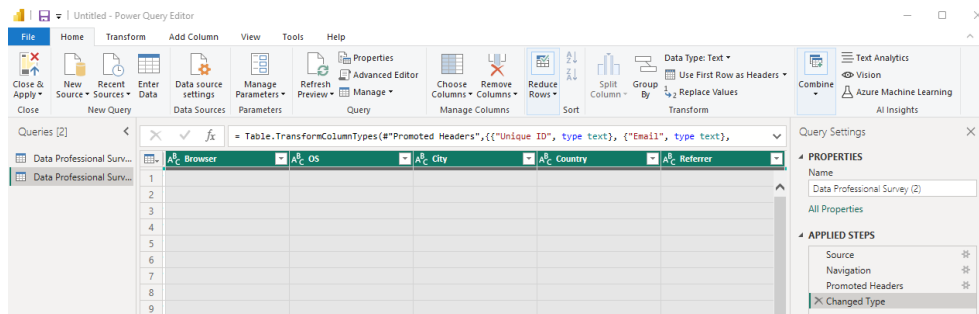 Untitled - Power Query Editor
File Home Transform Add Column View Tools Help
Close & Apply
New Source
Recent Sources
Enter Data
Data source settings
Manage Parameters
Refresh Preview
Properties
Advanced Editor
Manage
Choose Columns
Remove Columns
Reduce Rows
Split Column
Group By
Data Type: Text
Use First Row as Headers
Replace Values
Combine
Text Analytics
Vision
Azure Machine Learning
Close New Query Data Sources Parameters Query Manage Columns Sort Transform AI Insights
Queries [2]
Data Professional Surv...
Data Professional Surv...
fx = Table.TransformColumnTypes(#"Promoted Headers",{{"Unique ID", type text}, {"Email", type text},
ABC Browser ABC OS ABC City ABC Country ABC Referrer
1
2
3
4
5
6
7
8
9
Query Settings
PROPERTIES
Name
Data Professional Survey (2)
All Properties
APPLIED STEPS
Source
Navigation
Promoted Headers
Changed Type